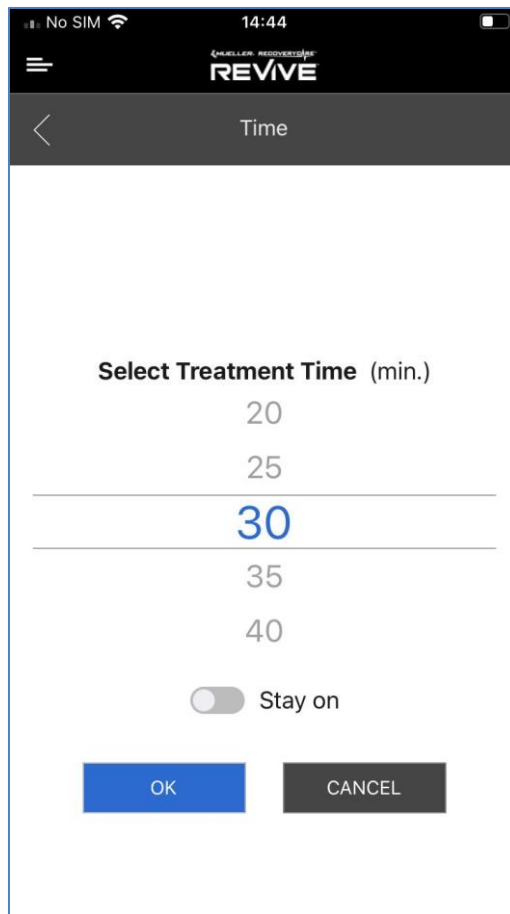 No SIM 14:44
MUELLER RECOVERYCARE
REVIVE
Time
Select Treatment Time (min.)
20
25
30
35
40
Stay on
OK CANCEL